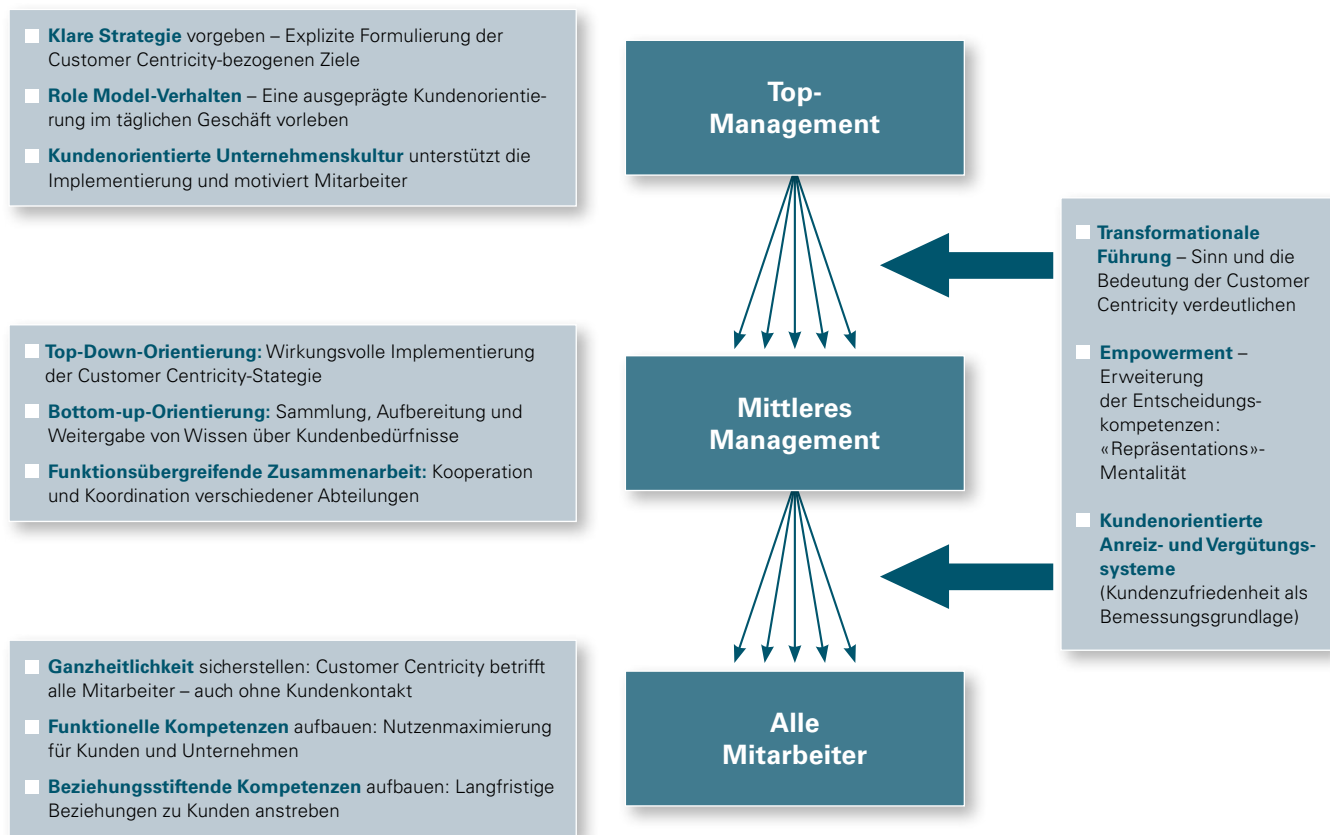 Klare Strategie vorgeben – Explizite Formulierung der
Customer Centricity-bezogenen Ziele
Role Model-Verhalten – Eine ausgeprägte Kundenorientie-
rung im täglichen Geschäft vorleben
Kundenorientierte Unternehmenskultur unterstützt die
Implementierung und motiviert Mitarbeiter
Top-
Management
Transformationale
Führung – Sinn und die
Bedeutung der Customer
Centricity verdeutlichen
Empowerment –
Erweiterung
der Entscheidungs-
kompetenzen:
«Repräsentations»-
Mentalität
Kundenorientierte
Anreiz- und Vergütungs-
systeme
(Kundenzufriedenheit als
Bemessungsgrundlage)
Top-Down-Orientierung: Wirkungsvolle Implementierung
der Customer Centricity-Stategie
Bottom-up-Orientierung: Sammlung, Aufbereitung und
Weitergabe von Wissen über Kundenbedürfnisse
Funktionsübergreifende Zusammenarbeit: Kooperation
und Koordination verschiedener Abteilungen
Mittleres
Management
Ganzheitlichkeit sicherstellen: Customer Centricity betrifft
alle Mitarbeiter – auch ohne Kundenkontakt
Funktionelle Kompetenzen aufbauen: Nutzenmaximierung
für Kunden und Unternehmen
Beziehungsstiftende Kompetenzen aufbauen: Langfristige
Beziehungen zu Kunden anstreben
Alle
Mitarbeiter